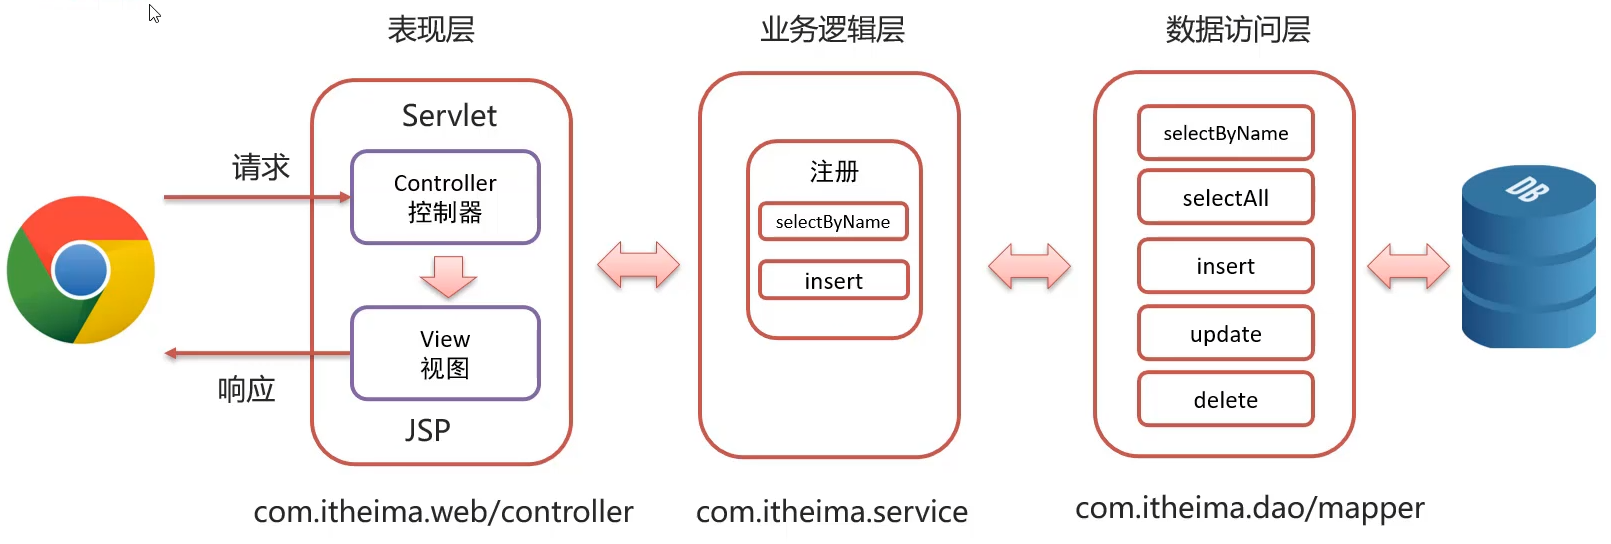 表现层
业务逻辑层
数据访问层
请求
响应
Servlet
Controller
控制器
View
视图
JSP
注册
selectByName
insert
selectByName
selectAll
insert
update
delete
DB
com.itheima.web/controller
com.itheima.service
com.itheima.dao/mapper